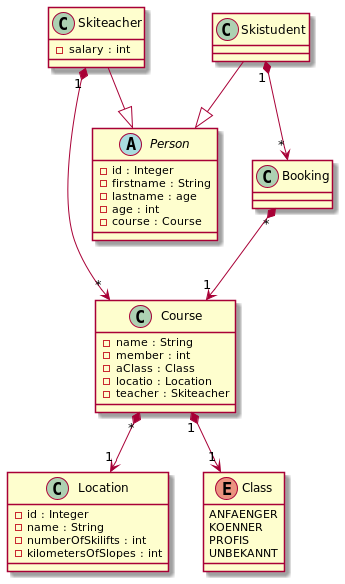 C Skiteacher
salary : int
C Skistudent
1
1
A Person
id : Integer
firstname : String
lastname : age
age : int
course : Course
*
C Booking
*
*
1
C Course
name : String
member : int
aClass : Class
locatio : Location
teacher : Skiteacher
*
1
1
1
C Location
id : Integer
name : String
numberOfSkilifts : int
kilometersOfSlopes : int
E Class
ANFAENGER
KOENNER
PROFIS
UNBEKANNT